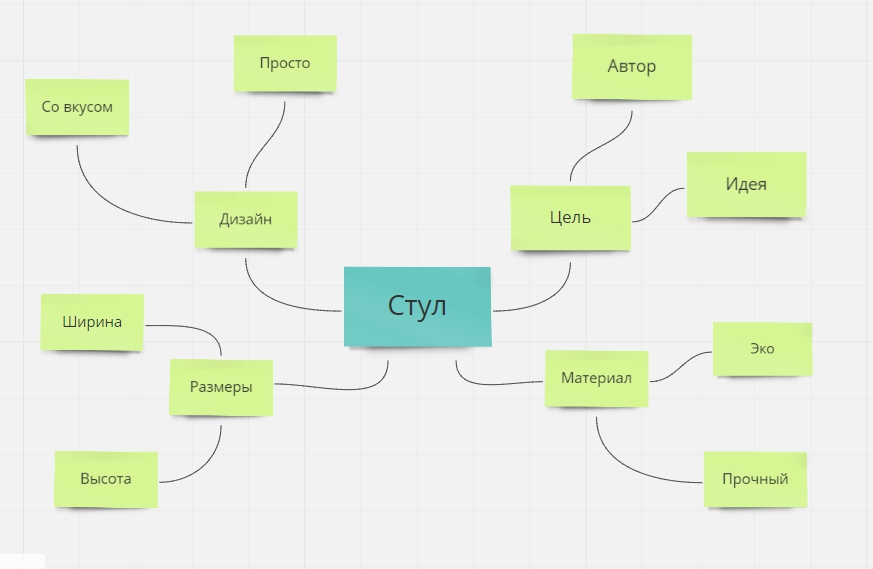 Просто
Автор
Со вкусом
Идея
Дизайн
Цель
Стул
Ширина
Эко
Размеры
Материал
Высота
Прочный